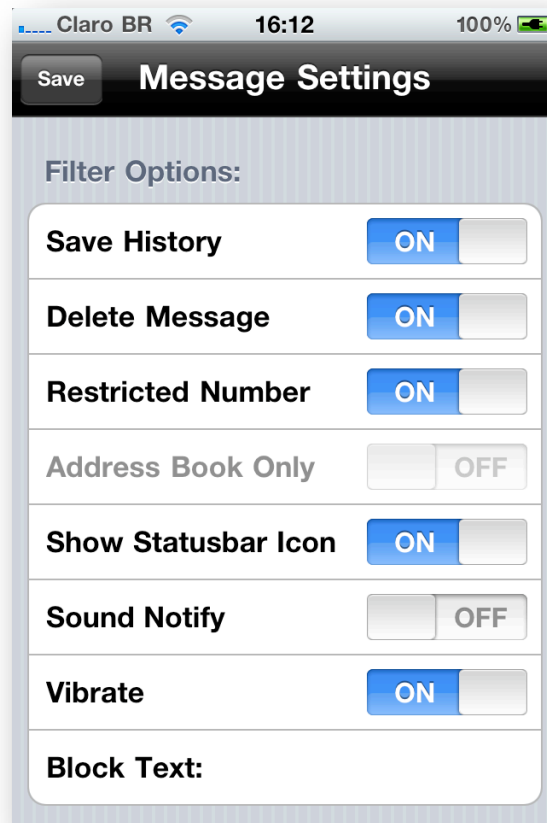 Claro BR 16:12 100%
Save Message Settings
Filter Options:
Save History ON
Delete Message ON
Restricted Number ON
Address Book Only OFF
Show Statusbar Icon ON
Sound Notify OFF
Vibrate ON
Block Text: